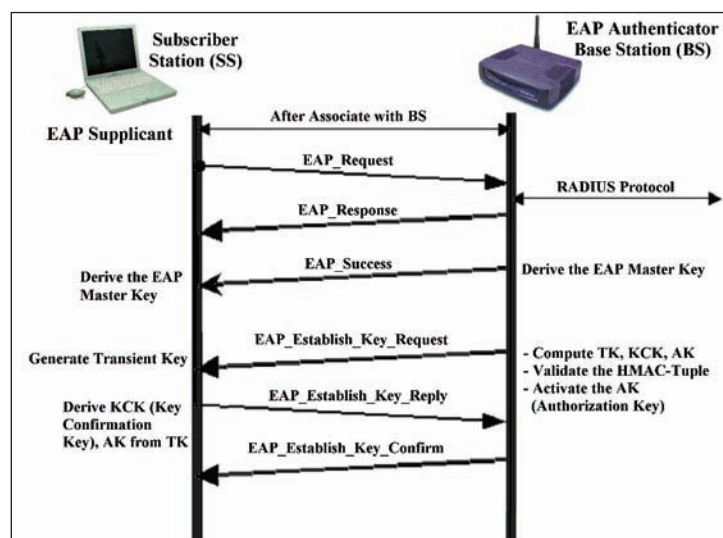 Subscriber
Station (SS)
EAP Authenticator
Base Station (BS)
EAP Supplicant
After Associate with BS
EAP_Request
RADIUS Protocol
EAP_Response
EAP_Success
Derive the EAP
Master Key
Derive the EAP Master Key
EAP_Establish_Key_Request
Generate Transient Key
- Compute TK, KCK, AK
- Validate the HMAC-Tuple
- Activate the AK
(Authorization Key)
EAP_Establish_Key_Reply
Derive KCK (Key
Confirmation
Key), AK from TK
EAP_Establish_Key_Confirm